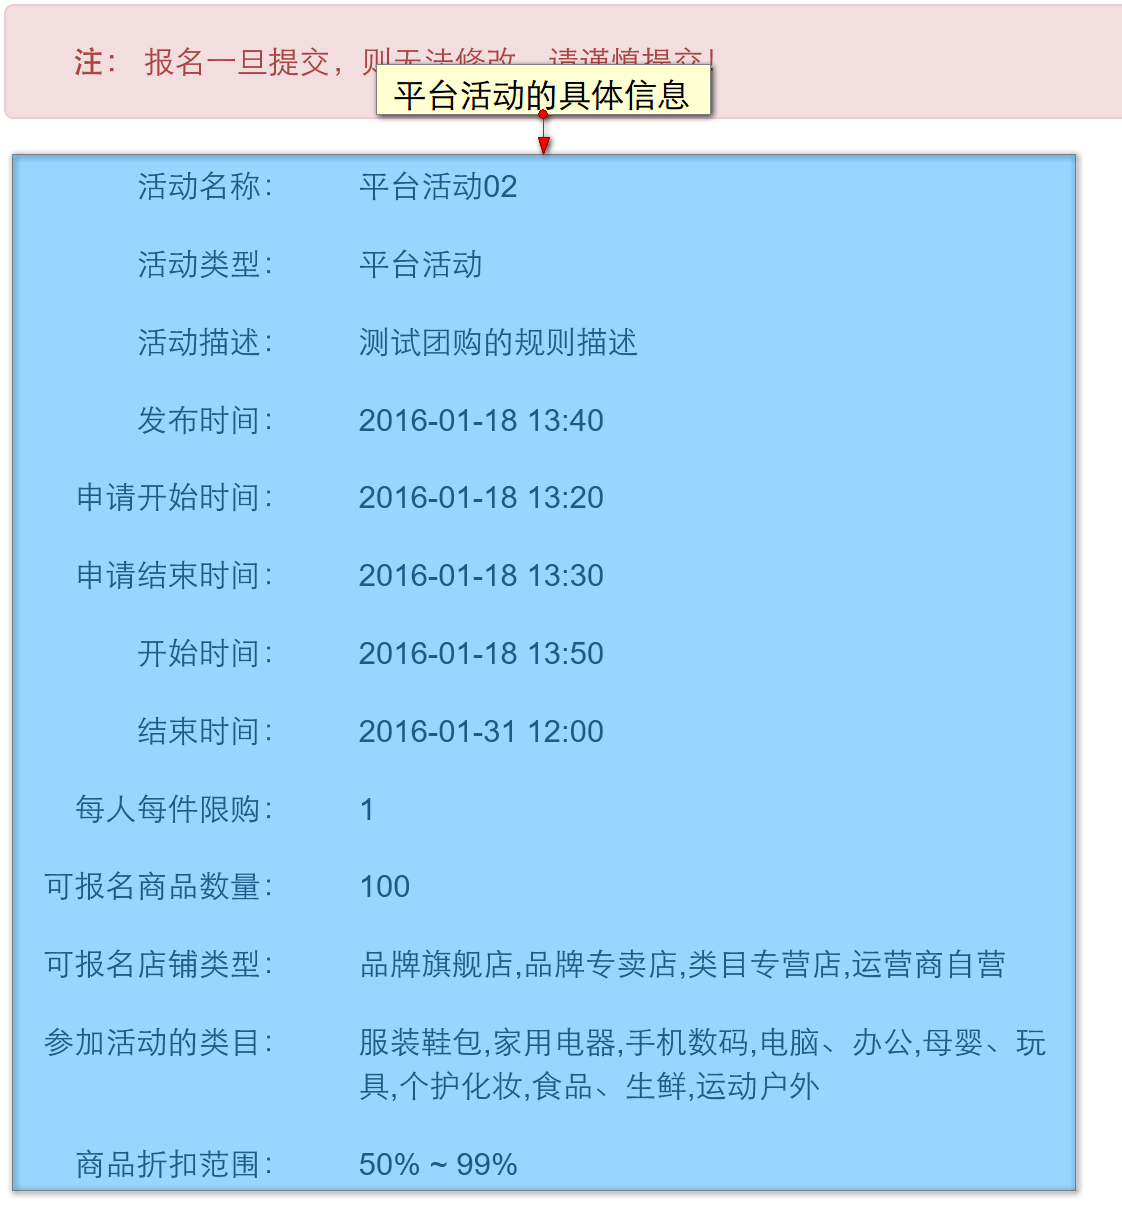 注： 报名一旦提交，则无法修改，请谨慎提交！
平台活动的具体信息
活动名称： 平台活动02
活动类型： 平台活动
活动描述： 测试团购的规则描述
发布时间： 2016-01-18 13:40
申请开始时间： 2016-01-18 13:20
申请结束时间： 2016-01-18 13:30
开始时间： 2016-01-18 13:50
结束时间： 2016-01-31 12:00
每人每件限购： 1
可报名商品数量： 100
可报名店铺类型： 品牌旗舰店,品牌专卖店,类目专营店,运营商自营
参加活动的类目： 服装鞋包,家用电器,手机数码,电脑、办公,母婴、玩
具,个护化妆,食品、生鲜,运动户外
商品折扣范围： 50% ~ 99%